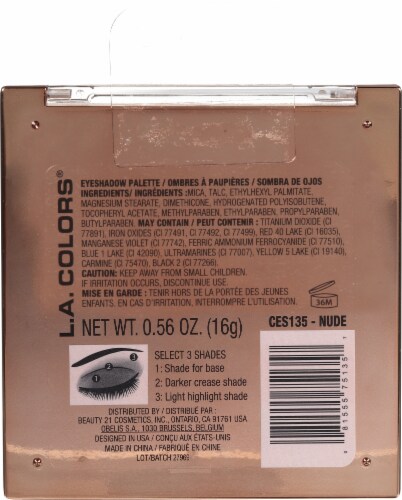 EYESHADOW PALETTE / OMBRES À PAUPIÈRES / SOMBRA DE OJOS
INGREDIENTS/ INGRÉDIENTS :MICA, TALC, ETHYLHEXYL PALMITATE,
MAGNESIUM STEARATE, DIMETHICONE, HYDROGENATED POLYISOBUTENE,
TOCOPHERYL ACETATE, METHYLPARABEN, ETHYLPARABEN, PROPYLPARABEN,
BUTYLPARABEN. MAY CONTAIN / PEUT CONTENIR : TITANIUM DIOXIDE (CI
77891), IRON OXIDES (CI 77491, CI 77492, CI 77499), RED 40 LAKE (CI 16035),
MANGANESE VIOLET (CI 77742), FERRIC AMMONIUM FERROCYANIDE (CI 77510),
BLUE 1 LAKE (CI 42090), ULTRAMARINES (CI 77007), YELLOW 5 LAKE (CI 19140),
CARMINE (CI 75470), BLACK 2 (CI 77266).
CAUTION: KEEP AWAY FROM SMALL CHILDREN.
IF IRRITATION OCCURS, DISCONTINUE USE.
MISE EN GARDE : TENIR HORS DE LA PORTÉE DES JEUNES
ENFANTS. EN CAS D'IRRITATION, INTERROMPRE L'UTILISATION.
36M
L.A. COLORS®
NET WT. 0.56 OZ. (16g)
CES135 - NUDE
SELECT 3 SHADES
1: Shade for base
2: Darker crease shade
3: Light highlight shade
1
2
3
DISTRIBUTED BY / DISTRIBUÉ PAR :
BEAUTY 21 COSMETICS, INC., ONTARIO, CA 91761 USA
OBELIS S.A., 1030 BRUSSELS, BELGIUM
DESIGNED IN USA / CONÇU AUX ÉTATS-UNIS
MADE IN CHINA / FABRIQUÉ EN CHINE
LOT/BATCH 27969
81555 75135